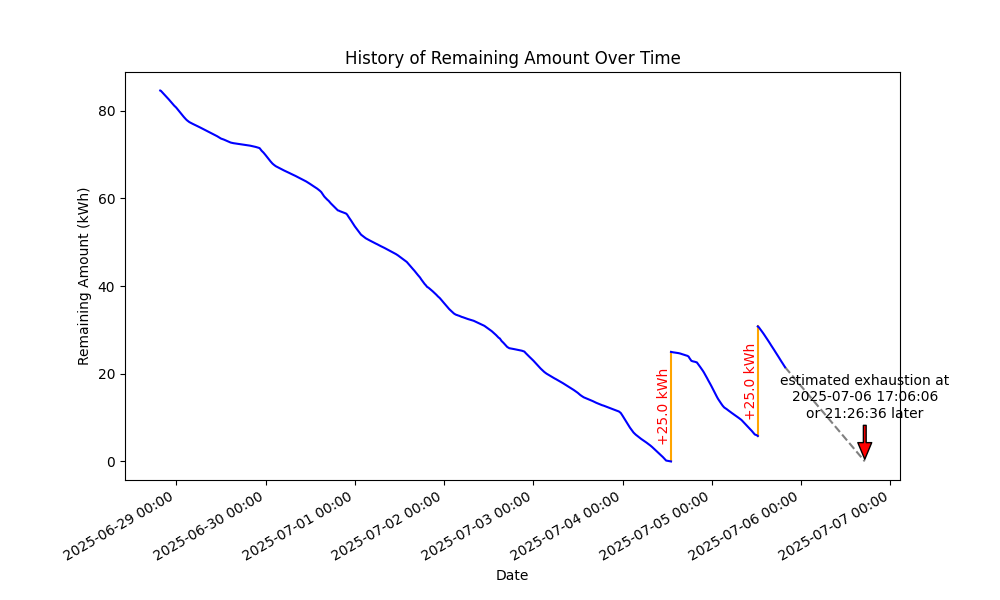 History of Remaining Amount Over Time
Remaining Amount (kWh)
80
60
40
20
0
+25.0 kWh
+25.0 kWh
estimated exhaustion at
2025-07-06 17:06:06
or 21:26:36 later
2025-06-29 00:00
2025-06-30 00:00
2025-07-01 00:00
2025-07-02 00:00
2025-07-03 00:00
2025-07-04 00:00
2025-07-05 00:00
2025-07-06 00:00
2025-07-07 00:00
Date